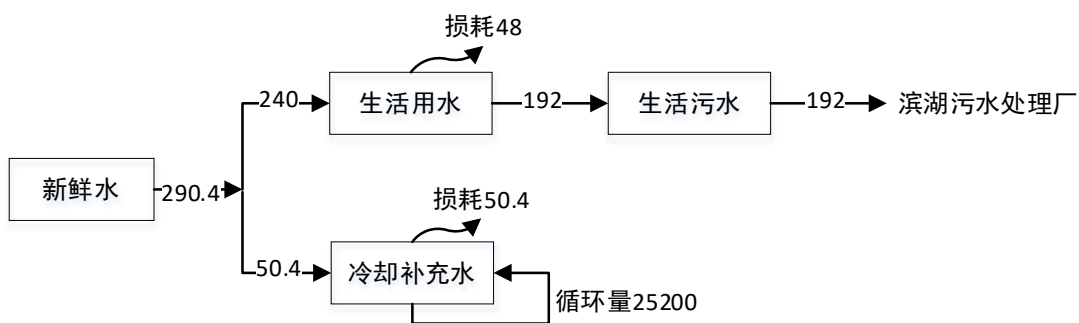 损耗48
240
生活用水
192
生活污水
192
滨湖污水处理厂
新鲜水
290.4
损耗50.4
50.4
冷却补充水
循环量25200